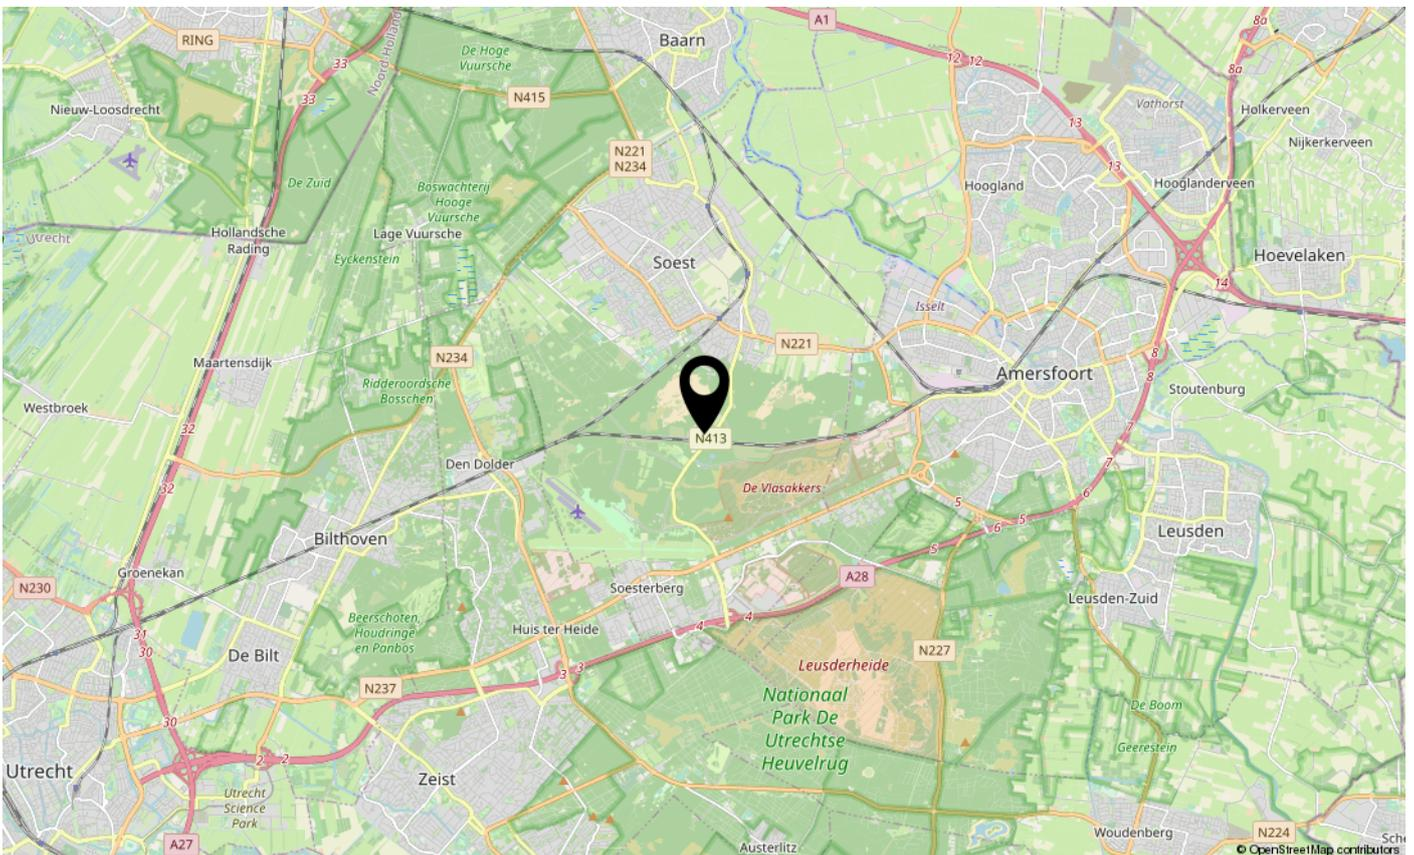 A1
8a
RING
Baarn
De Hoge
Vuursche
Noord-Holland
12
12
33
8a
33
N415
Vathorst
Nieuw-Loosdrecht
Holkerveen
13
Nijkerkerveen
N221
N234
13
De Zuid
Boswachterij
Hooge
Vuursche
Hoogland
Hooglanderveen
Utrecht
Hollandsche
Rading
Lage Vuursche
Eyckenstein
Soest
Hoevelaken
14
Isselt
N221
N234
8
Maartensdijk
Amersfoort
8
Ridderoordsche
Bossen
Stoutenburg
Westbroek
32
7
N413
Den Dolder
7
32
De Vlasakkers
6
5
5
6
Bilthoven
Leusden
5
Groenekan
A28
N230
Soesterberg
Leusden-Zuid
4
4
Beerschoten,
Houdringe
en Panbos
Huis ter Heide
31
30
De Bilt
N227
Leusderheide
3
3
N237
Nationaal
Park De
Utrechtse
Heuvelrug
De Boom
30
Geerestein
2
2
Utrecht
Zeist
Utrecht
Science
Park
Woudenberg
N224
A27
Austerlitz
© OpenStreetMap contributors